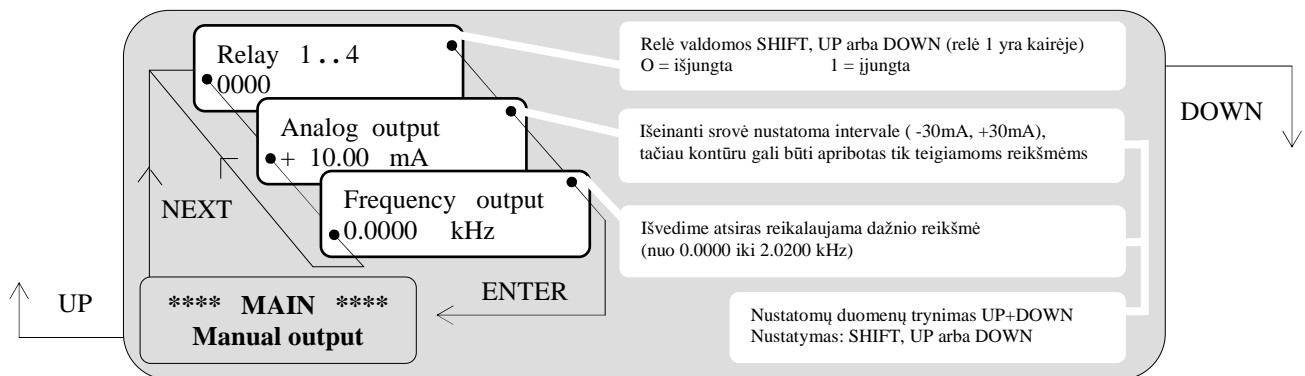 Relay 1 . . 4
0000
Analog output
+ 10.00 mA
Frequency output
0.0000 kHz
NEXT
**** MAIN ****
Manual output
UP
ENTER
DOWN
Relė valdomos SHIFT, UP arba DOWN (relė 1 yra kairėje)
O = išjungta 1 = įjungta
Išeinanti srovė nustatoma intervale ( -30mA, +30mA),
tačiau kontūru gali būti apribotas tik teigiamoms reikšmėms
Išvedime atsiras reikalaujama dažnio reikšmė
(nuo 0.0000 iki 2.0200 kHz)
Nustatomų duomenų trynimas UP+DOWN
Nustatymas: SHIFT, UP arba DOWN